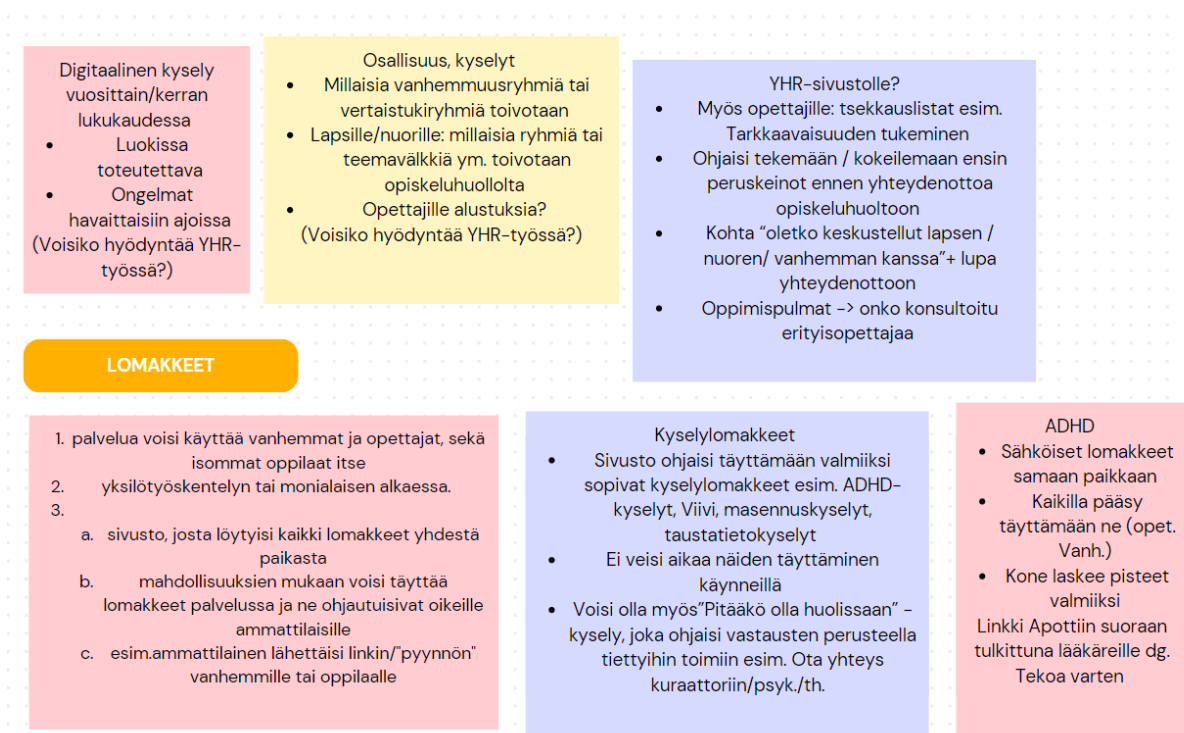 Digitaalinen kysely
vuosittain/kerran
lukukaudessa
• Luokissa
toteutettava
• Ongelmat
havaittaisiin ajoissa
(Voisiko hyödyntää YHR-
työssä?)
Osallisuus, kyselyt
• Millaisia vanhemmuusryhmiä tai
vertaistukiryhmiä toivotaan
• Lapsille/nuorille: millaisia ryhmiä tai
teemavälkkiä ym. toivotaan
opiskeluhuollolta
• Opettajille alustuksia?
(Voisiko hyödyntää YHR-työssä?)
YHR-sivustolle?
• Myös opettajille: tsekkauslistat esim.
Tarkkaavaisuuden tukeminen
• Ohjaisi tekemään / kokeilemaan ensin
peruskeinot ennen yhteydenottoa
opiskeluhuoltoon
• Kohta “oletko keskustellut lapsen /
nuoren/ vanhemman kanssa”+ lupa
yhteydenottoon
• Oppimispulmat -> onko konsultoitu
erityisopettajaa
LOMAKKEET
1. palvelua voisi käyttää vanhemmat ja opettajat, sekä
isommat oppilaat itse
2. yksilötyöskentelyn tai monialaisen alkaessa.
3.
a. sivusto, josta löytyisi kaikki lomakkeet yhdestä
paikasta
b. mahdollisuuksien mukaan voisi täyttää
lomakkeet palvelussa ja ne ohjautuisivat oikeille
ammattilaisille
c. esim.ammattilainen lähettäisi linkin/"pyynnön"
vanhemmille tai oppilaalle
Kyselylomakkeet
• Sivusto ohjaisi täyttämään valmiiksi
sopivat kyselylomakkeet esim. ADHD-
kyselyt, Viivi, masennuskyselyt,
taustatietokyselyt
• Ei veisi aikaa näiden täyttäminen
käynneillä
• Voisi olla myös”Pitääkö olla huolissaan” -
kysely, joka ohjaisi vastausten perusteella
tiettyihin toimiin esim. Ota yhteys
kuraattoriin/psyk./th.
ADHD
• Sähköiset lomakkeet
samaan paikkaan
• Kaikilla pääsy
täyttämään ne (opet.
Vanh.)
• Kone laskee pisteet
valmiiksi
Linkki Apottiin suoraan
tulkittuna lääkäreille dg.
Tekoa varten